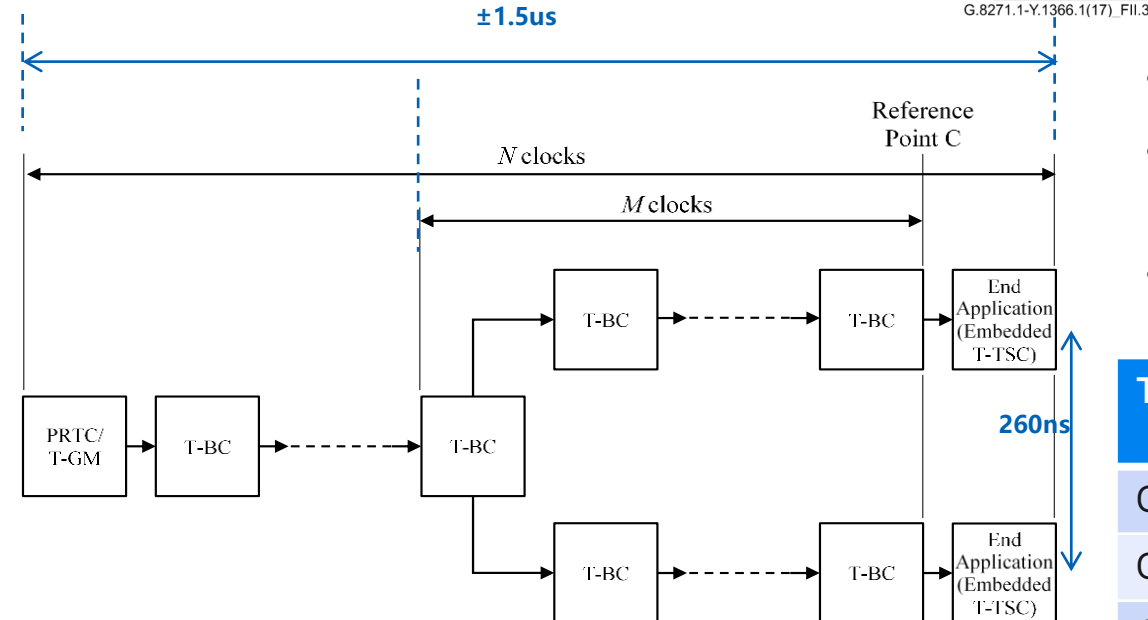 ±1.5us
G.8271.1-Y.1366.1(17)_FII.3
Reference
Point C
N clocks
M clocks
T-BC
T-BC
End
Application
(Embedded
T-TSC)
PRTC/
T-GM
T-BC
T-BC
260ns
T-BC
T-BC
End
Application
(Embedded
T-TSC)